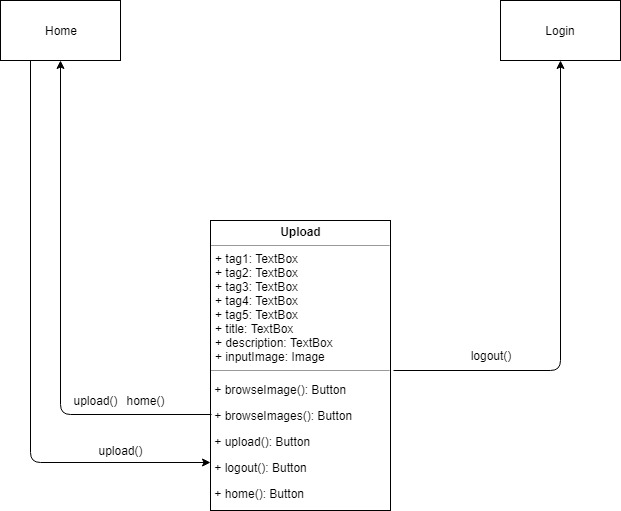 Home
Login
Upload
+ tag1: TextBox
+ tag2: TextBox
+ tag3: TextBox
+ tag4: TextBox
+ tag5: TextBox
+ title: TextBox
+ description: TextBox
+ inputImage: Image
logout()
+ browseImage(): Button
upload() home()
+ browseImages(): Button
+ upload(): Button
upload()
+ logout(): Button
+ home(): Button